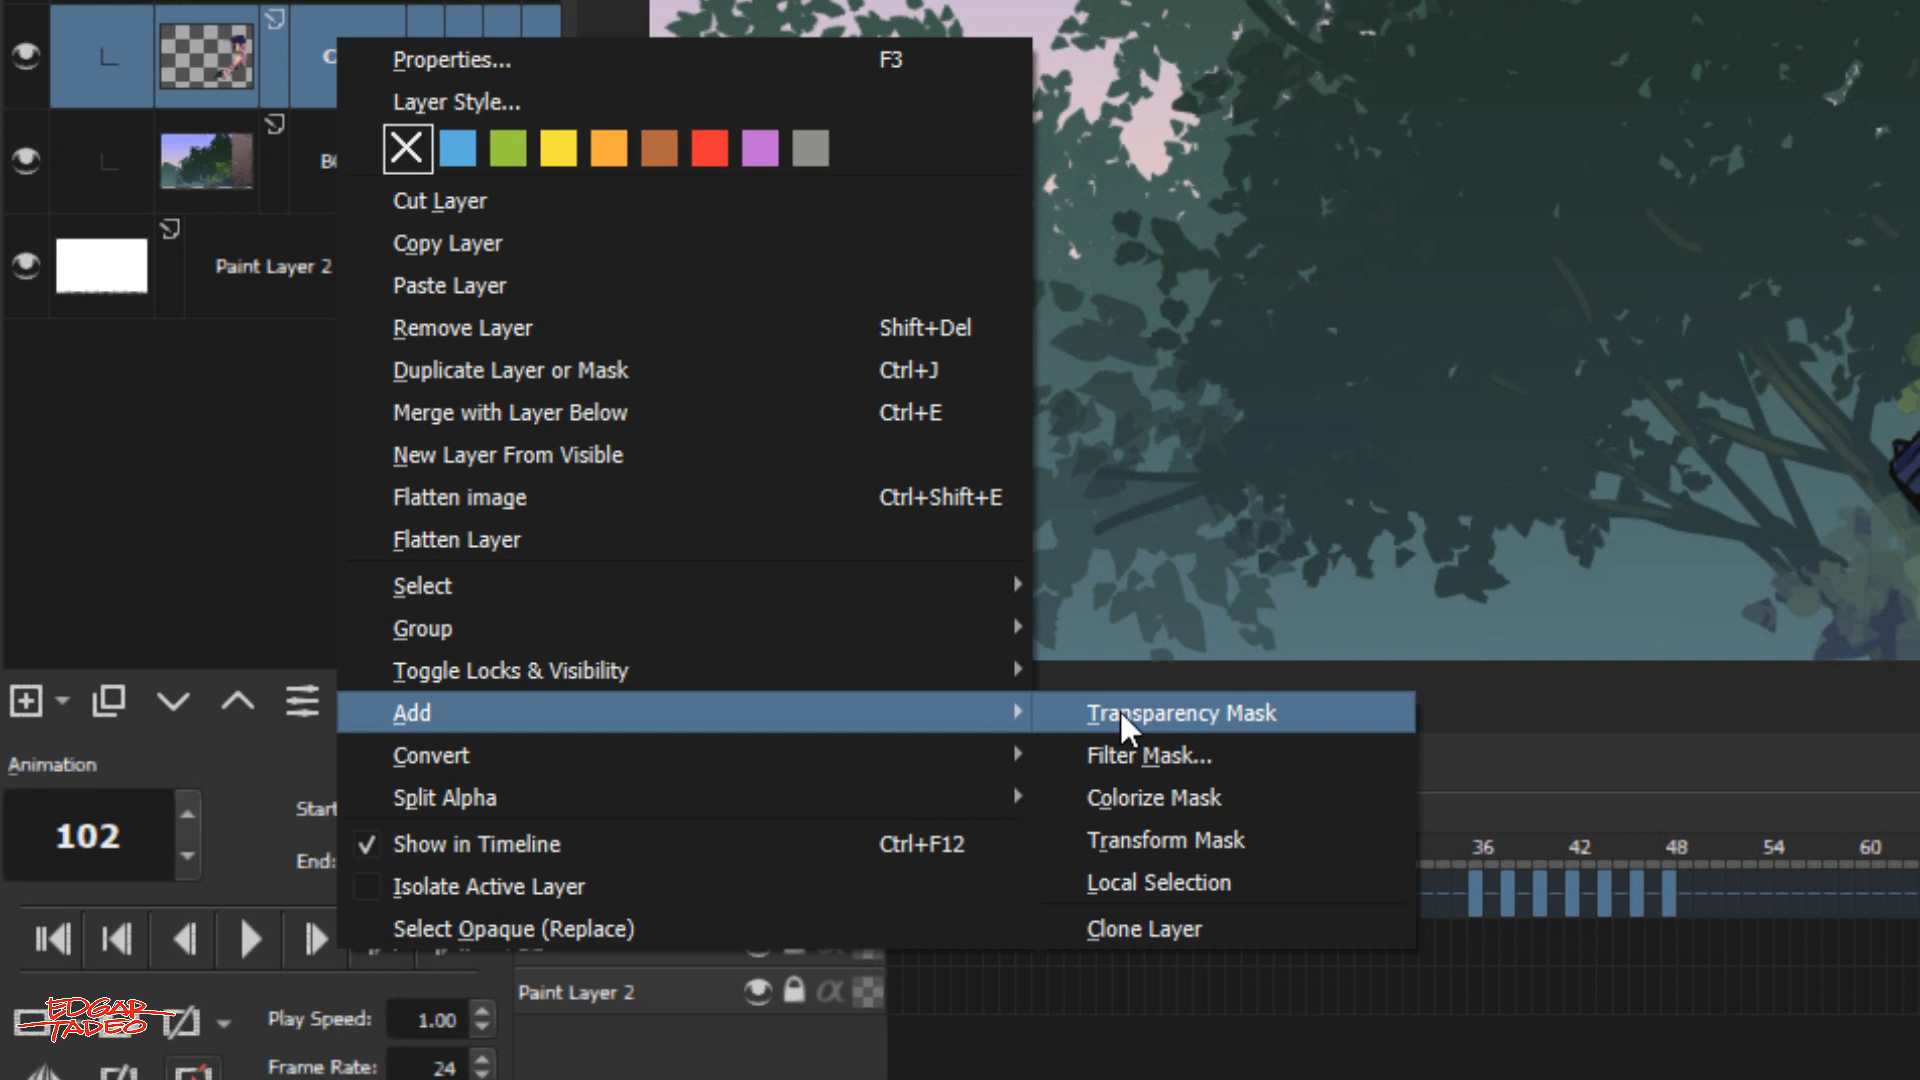 Properties... F3
Layer Style...
Cut Layer
Copy Layer
Paste Layer
Remove Layer Shift+Del
Duplicate Layer or Mask Ctrl+J
Merge with Layer Below Ctrl+E
New Layer From Visible
Flatten image Ctrl+Shift+E
Flatten Layer
Select
Group
Toggle Locks & Visibility
Add
Convert
Split Alpha
Show in Timeline Ctrl+F12
Isolate Active Layer
Select Opaque (Replace)
Transparency Mask
Filter Mask...
Colorize Mask
Transform Mask
Local Selection
Clone Layer
Paint Layer 2
Animation
102
Start
End:
36 42 48 54 60
Paint Layer 2
Play Speed: 1.00
Frame Rate: 24
EDGAR
TADEO